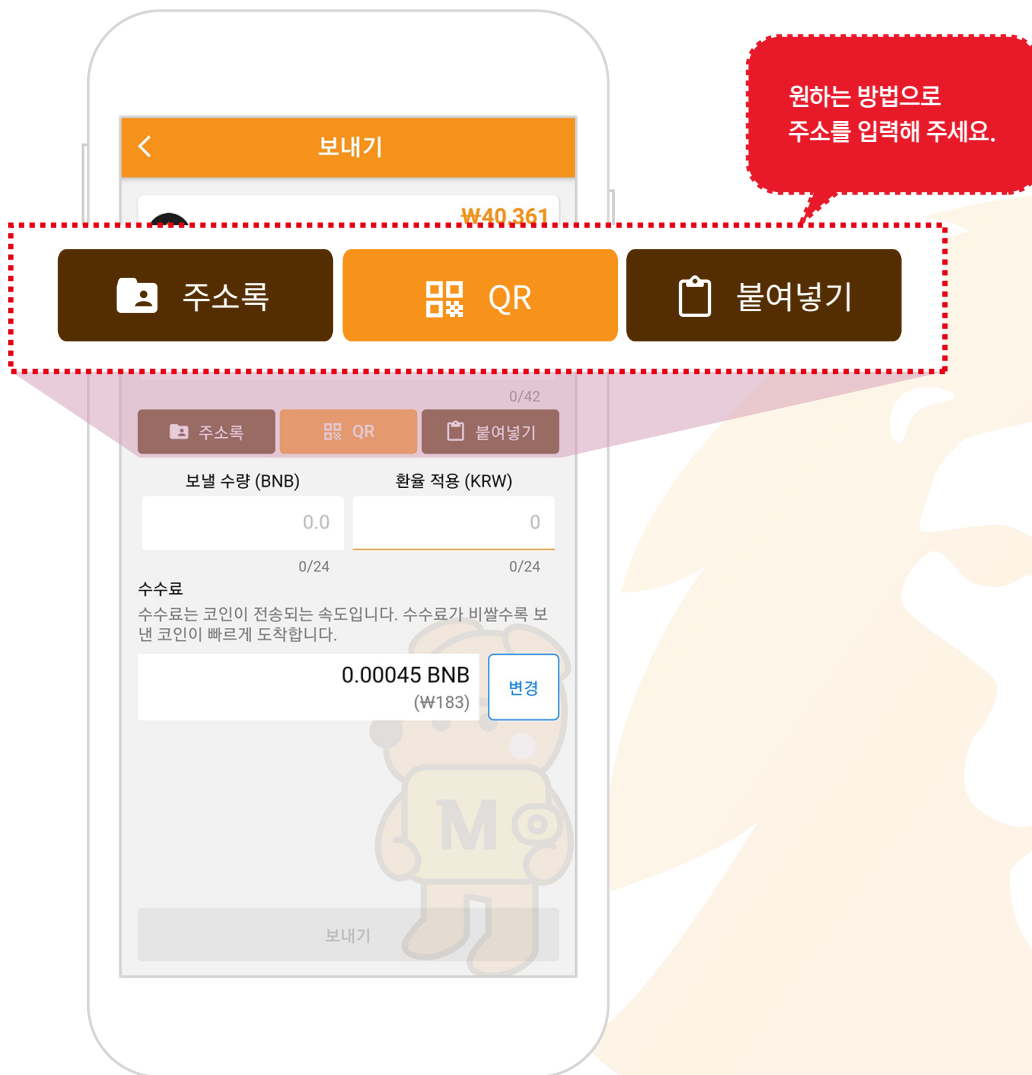 원하는 방법으로
주소를 입력해 주세요.
보내기
₩40,361
주소록
QR
붙여넣기
0/42
주소록
QR
붙여넣기
보낼 수량 (BNB)
환율 적용 (KRW)
0.0
0
0/24
0/24
수수료
수수료는 코인이 전송되는 속도입니다. 수수료가 비쌀수록 보
낸 코인이 빠르게 도착합니다.
0.00045 BNB
(₩183)
변경
M
보내기